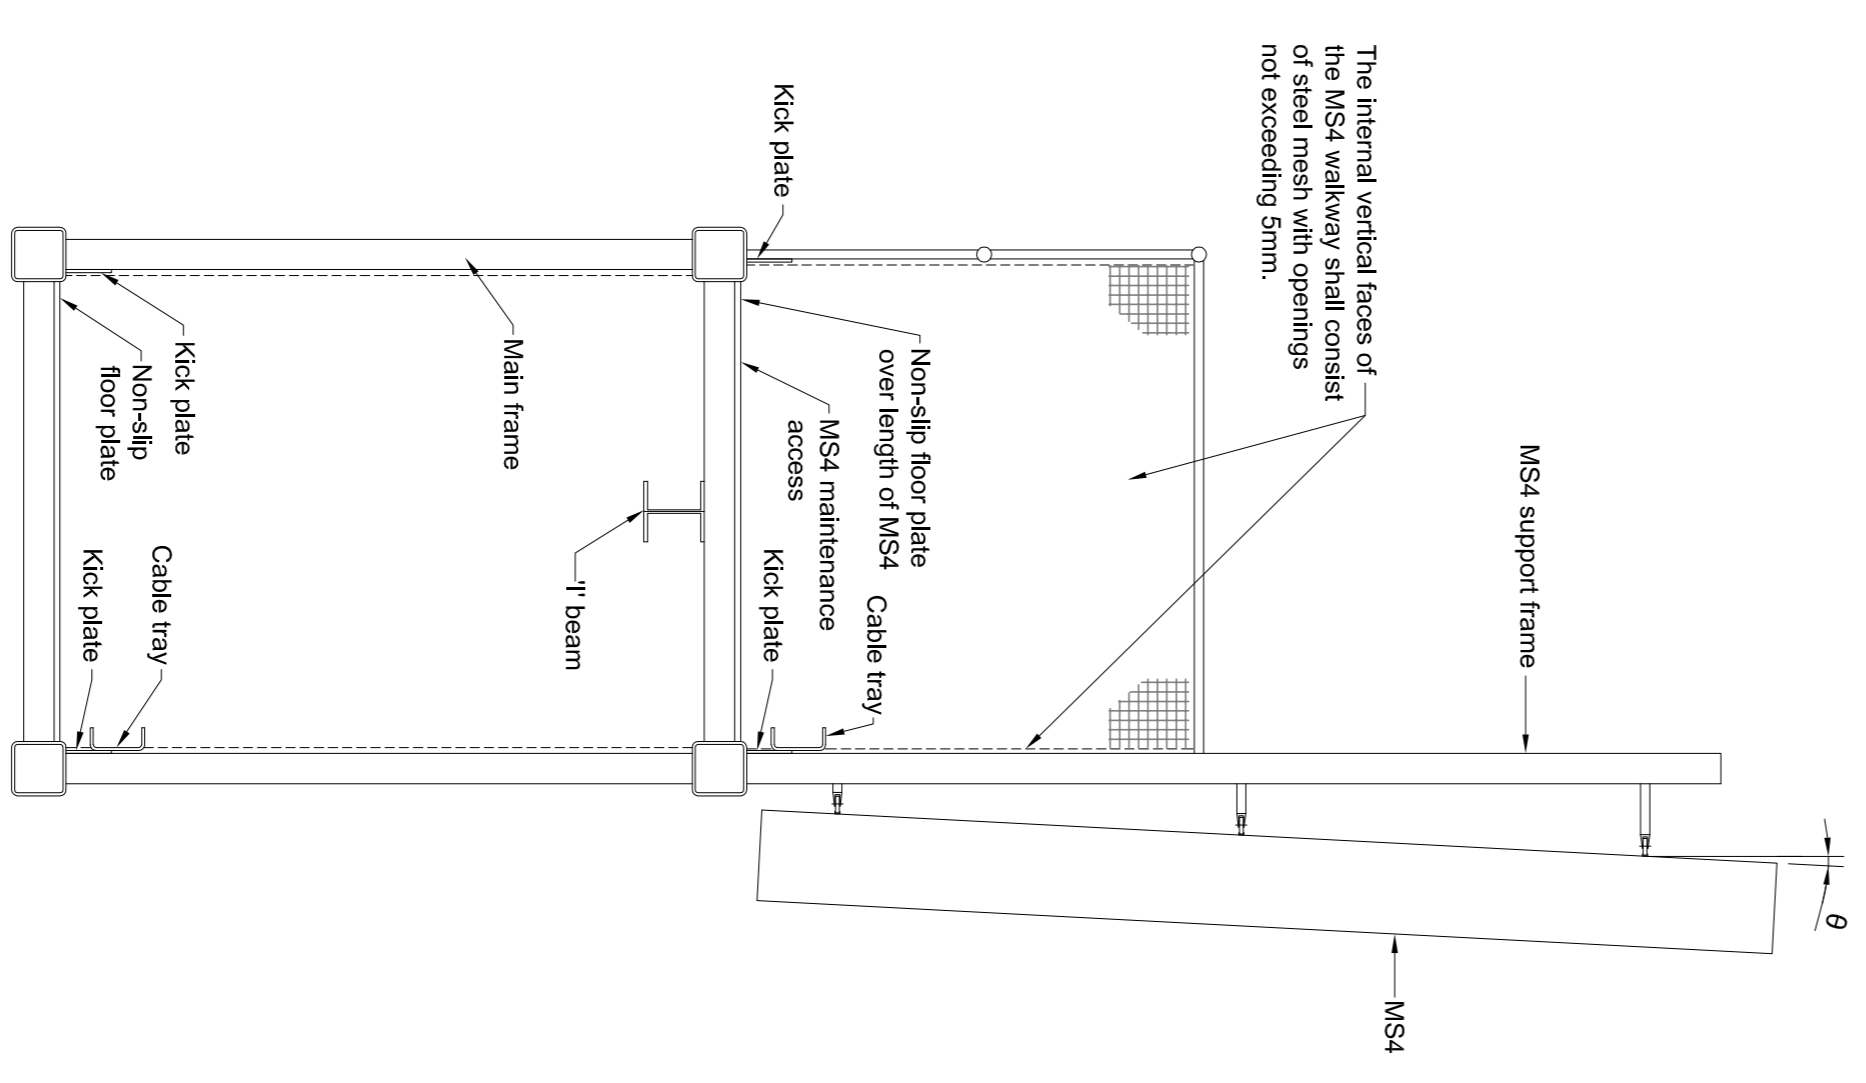 The internal vertical faces of
the MS4 walkway shall consist
of steel mesh with openings
not exceeding 5mm.
MS4 support frame
θ
MS4
Kick plate
Non-slip floor plate
over length of MS4
MS4 maintenance
access
Cable tray
Kick plate
Main frame
'I' beam
Kick plate
Non-slip
floor plate
Cable tray
Kick plate